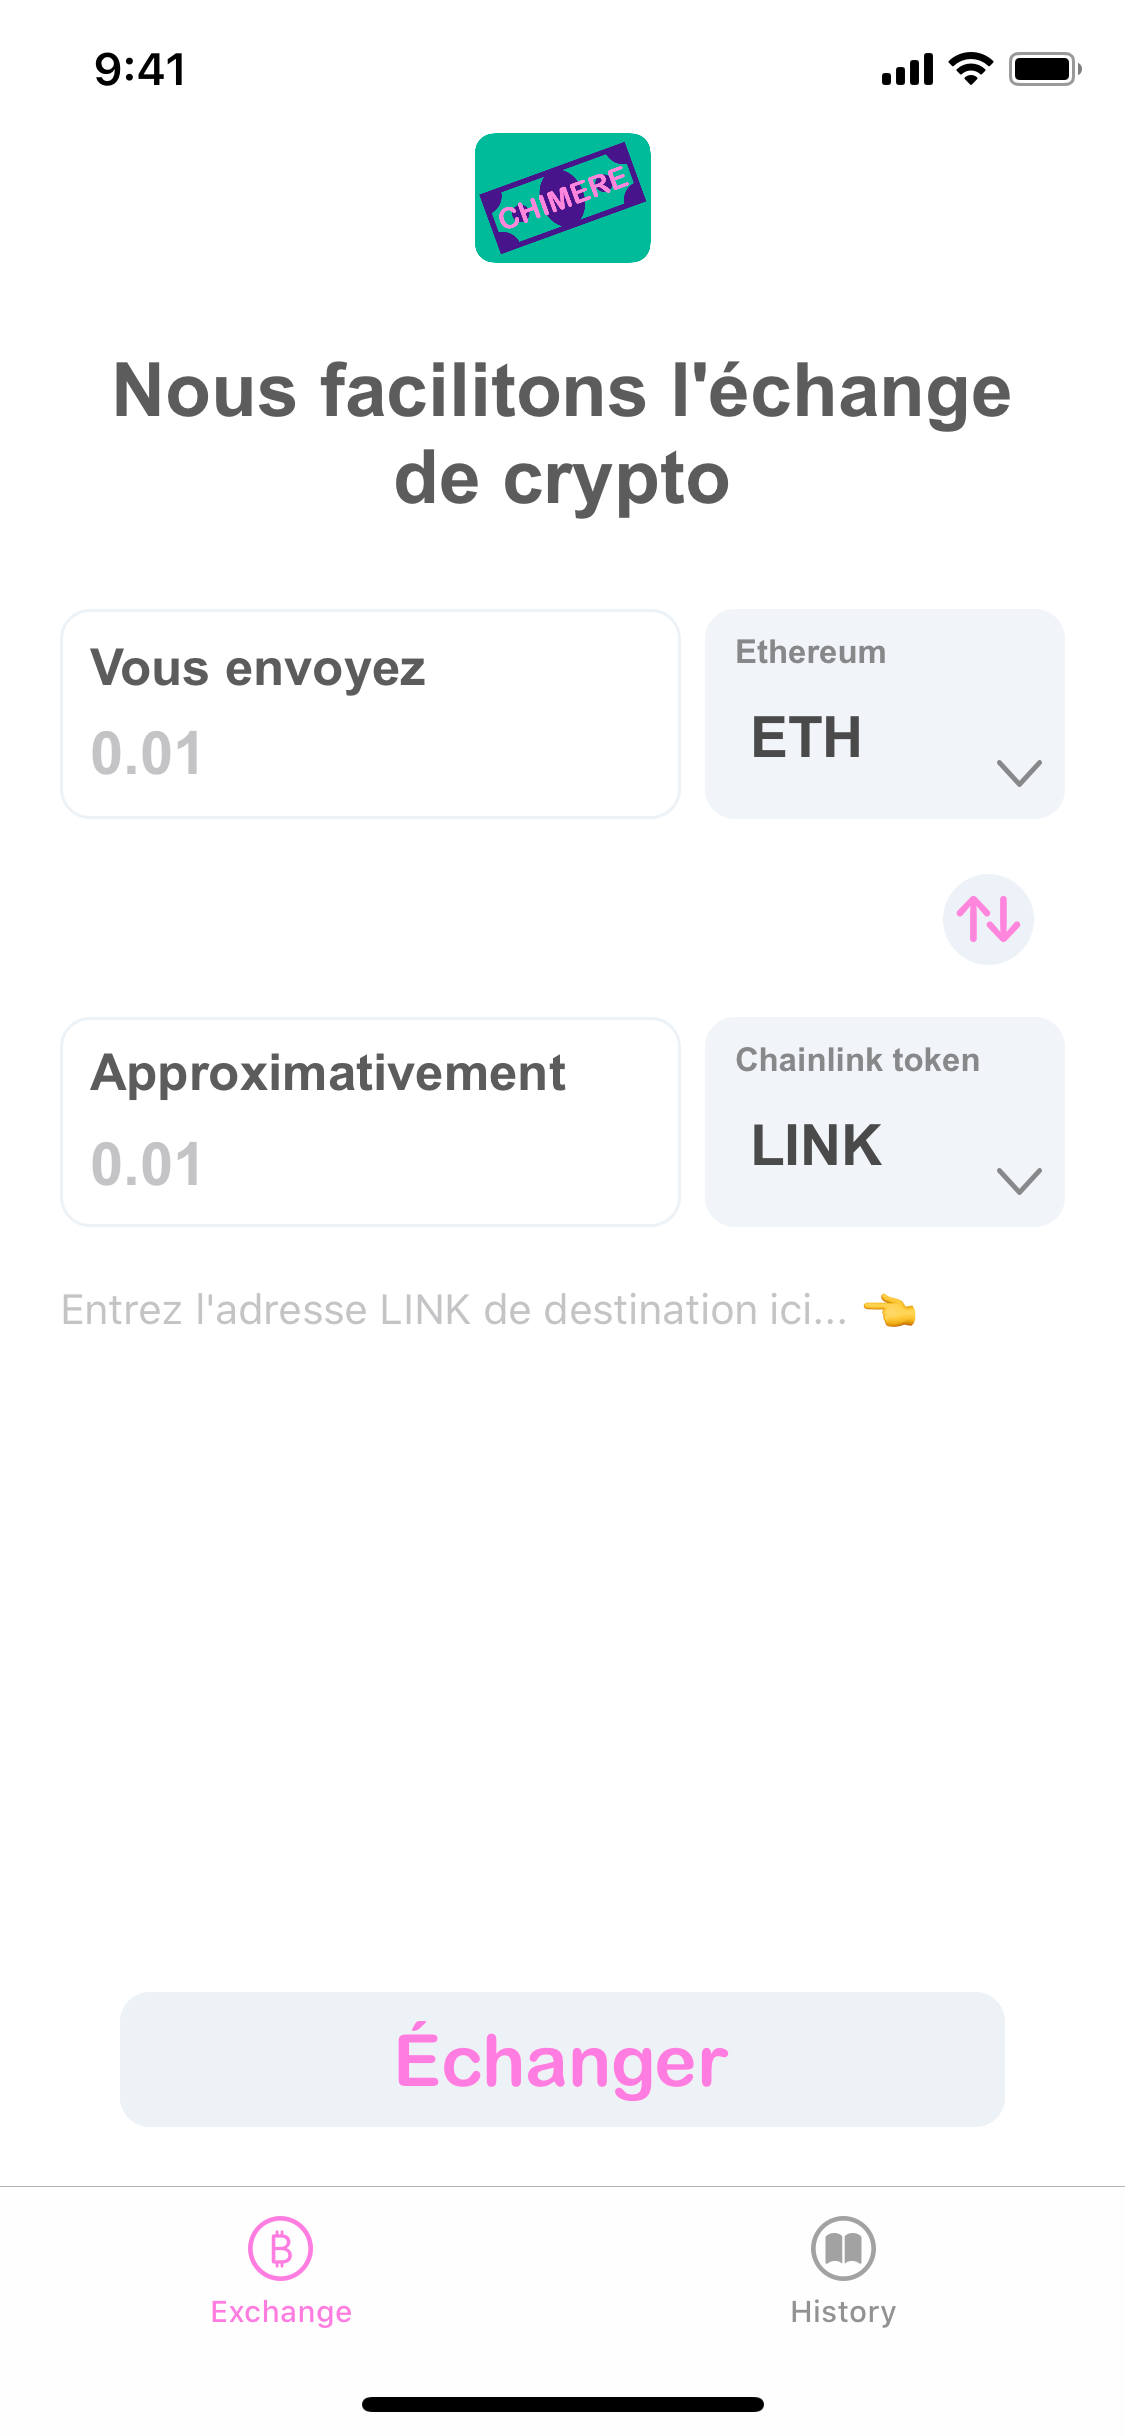 9:41
CHIMERE
Nous facilitons l'échange
de crypto
Vous envoyez
0.01
Ethereum
ETH
Approximativement
0.01
Chainlink token
LINK
Entrez l'adresse LINK de destination ici... 👈
Échanger
Exchange
History